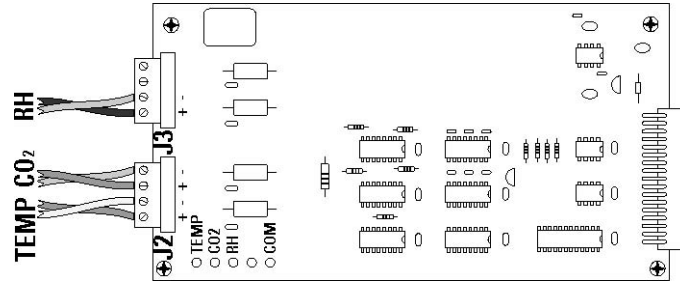 RH
J3
- +
CO2
- +
TEMP
- +
J2
TEMP
CO2
RH
COM